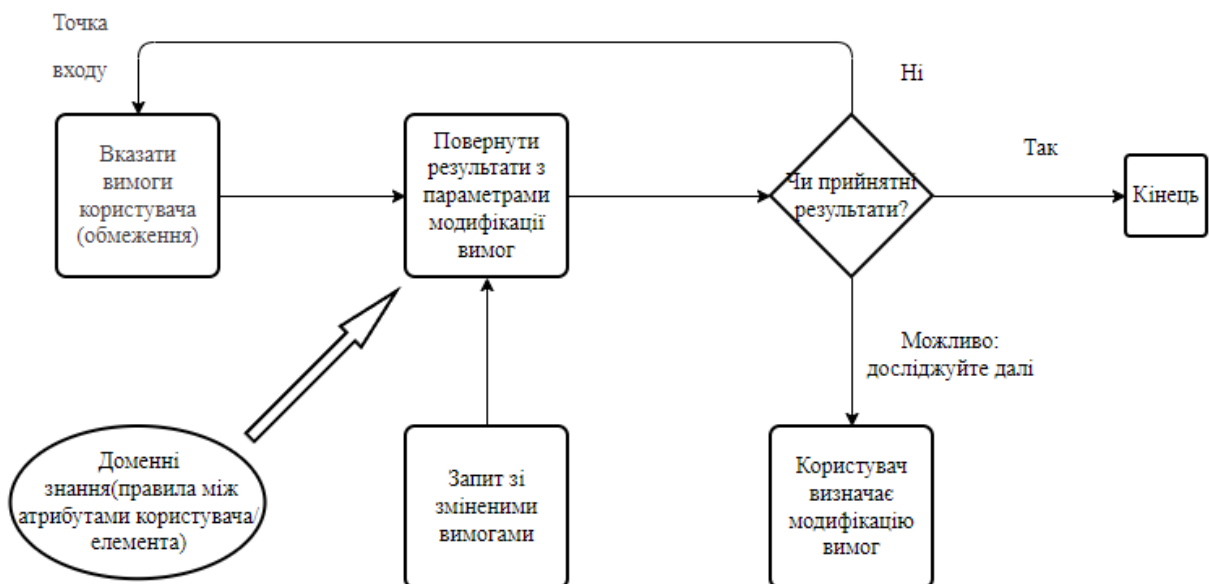 Точка
входу
Вказати
вимоги
користувача
(обмеження)
Повернути
результати з
параметрами
модифікації
вимог
Чи прийнятні
результати?
Ні
Так
Кінець
Можливо:
досліджуйте далі
Доменні
знання(правила між
атрибутами користувача/
елемента)
Запит зі
зміненими
вимогами
Користувач
визначає
модифікацію
вимог